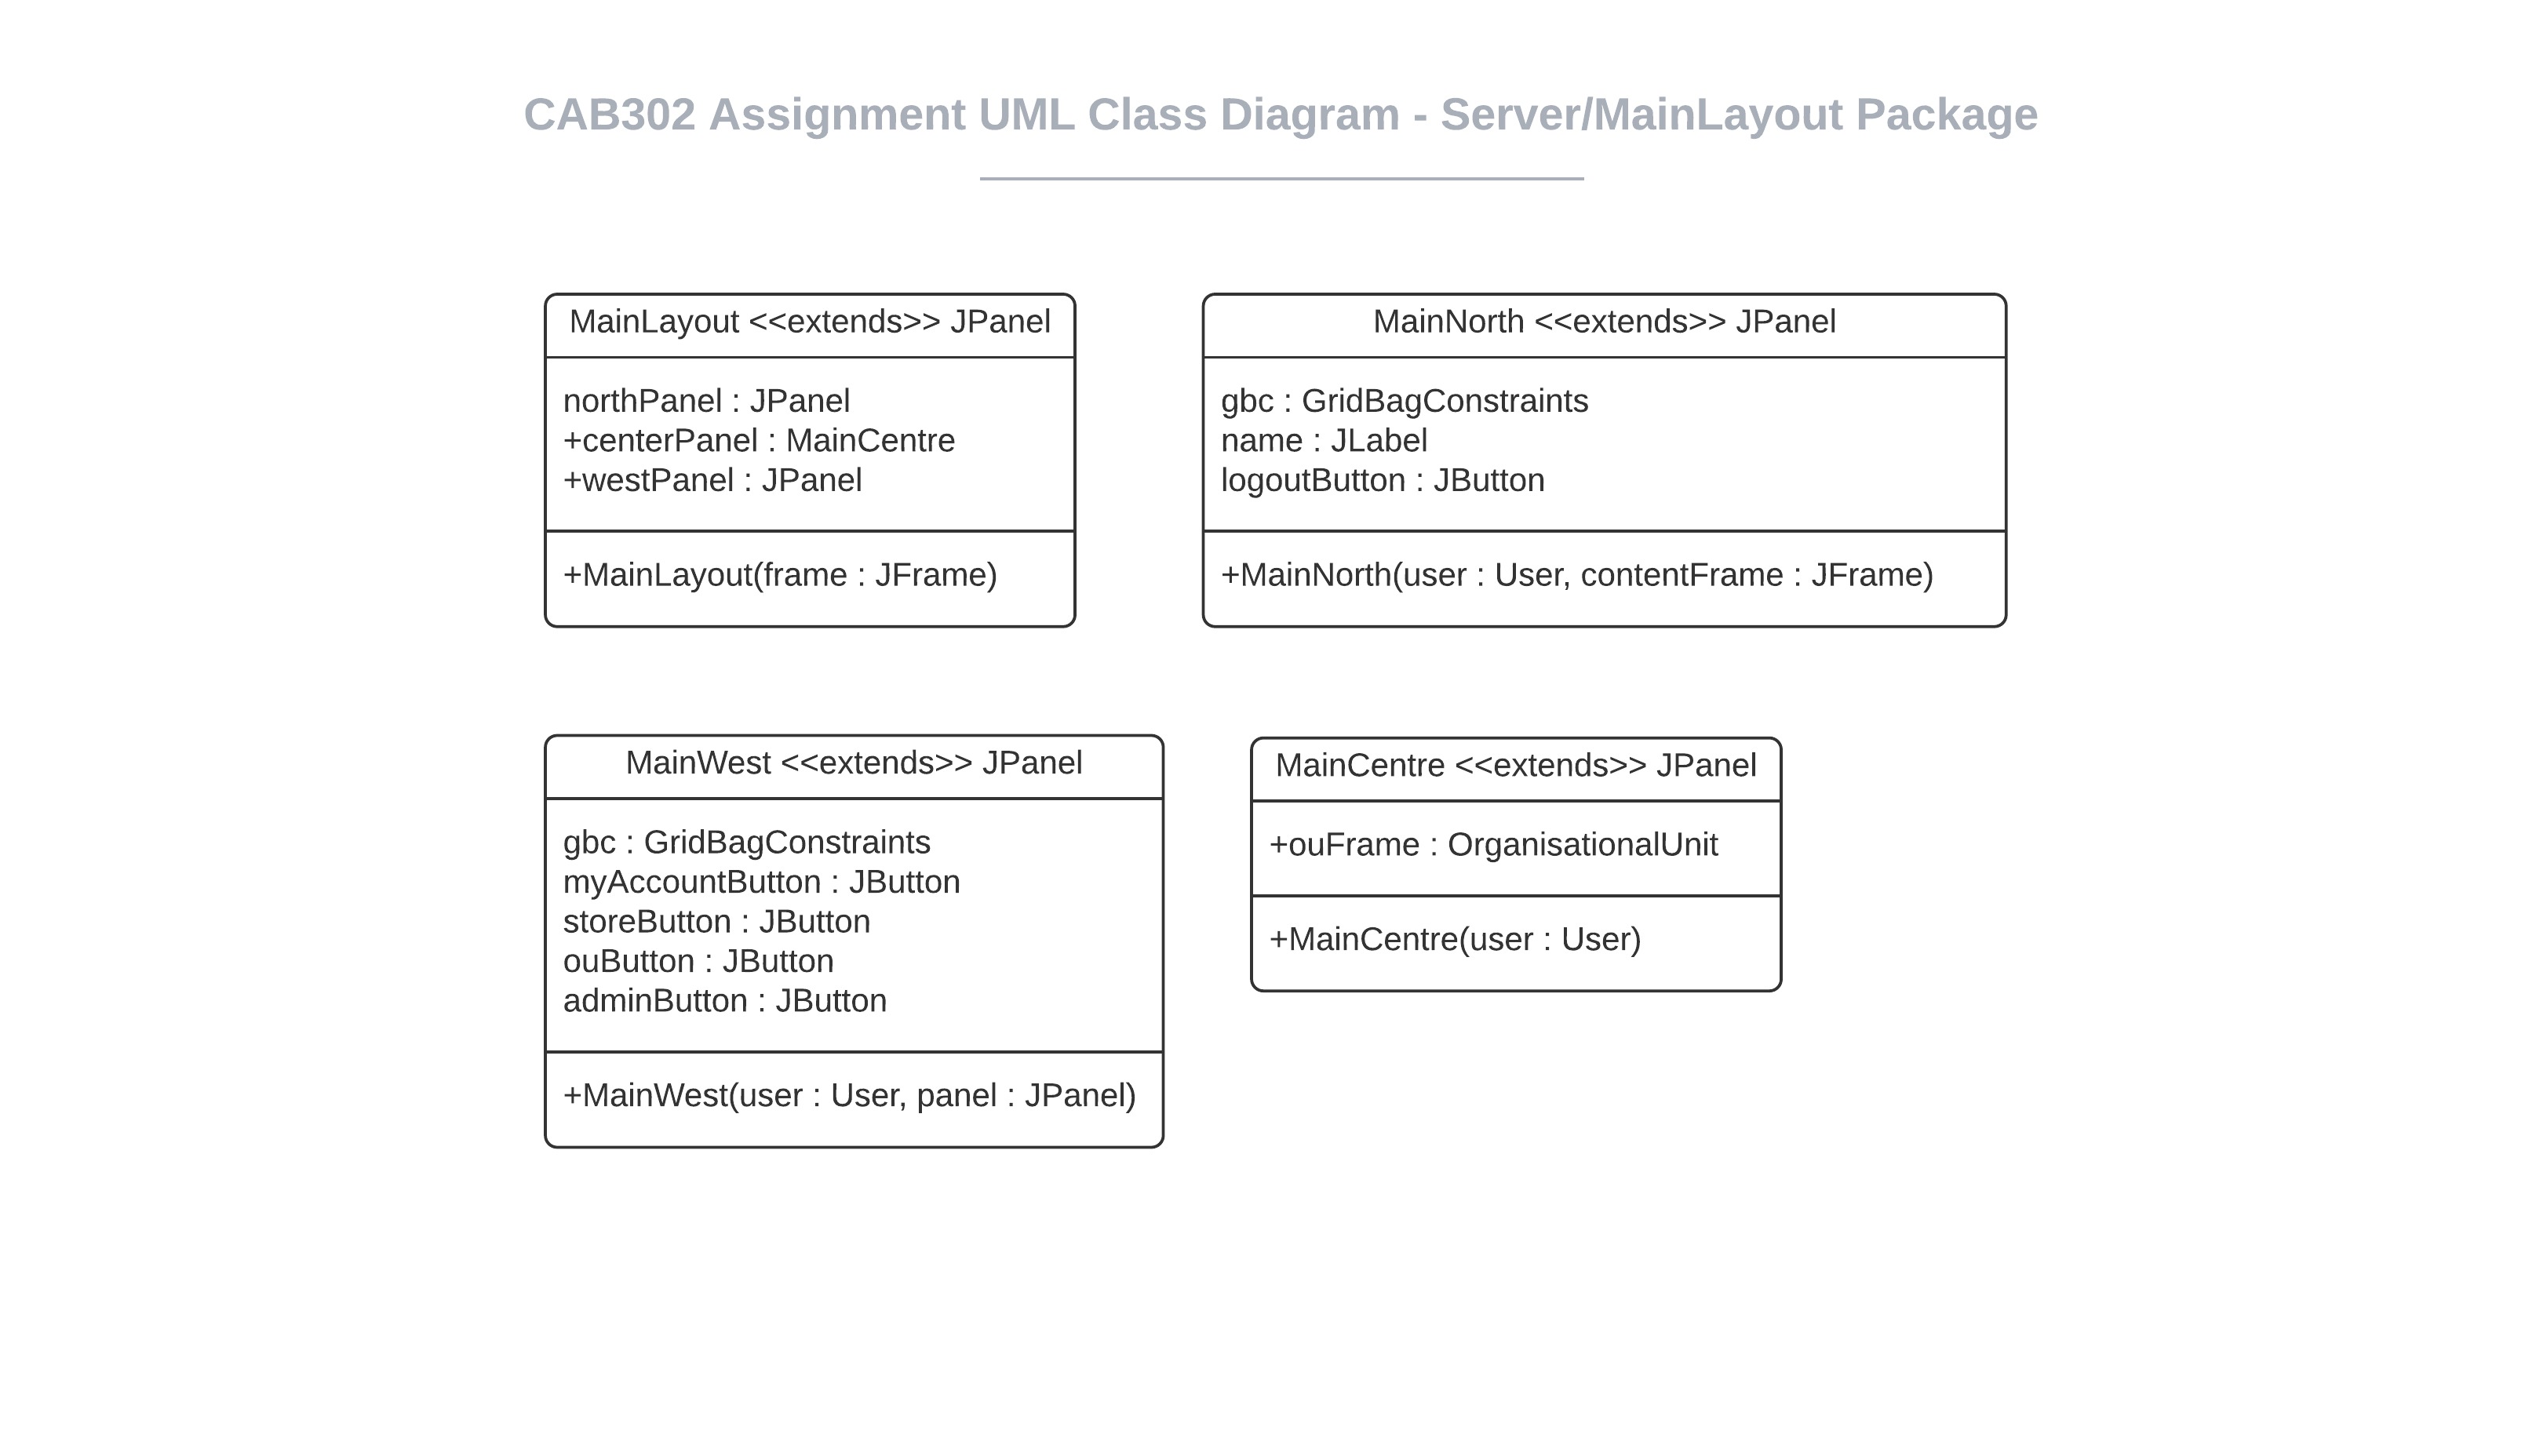 CAB302 Assignment UML Class Diagram - Server/MainLayout Package
MainLayout <<extends>> JPanel
northPanel : JPanel
+centerPanel : MainCentre
+westPanel : JPanel
+MainLayout(frame : JFrame)
MainNorth <<extends>> JPanel
gbc : GridBagConstraints
name : JLabel
logoutButton : JButton
+MainNorth(user : User, contentFrame : JFrame)
MainWest <<extends>> JPanel
gbc : GridBagConstraints
myAccountButton : JButton
storeButton : JButton
ouButton : JButton
adminButton : JButton
+MainWest(user : User, panel : JPanel)
MainCentre <<extends>> JPanel
+ouFrame : OrganisationalUnit
+MainCentre(user : User)